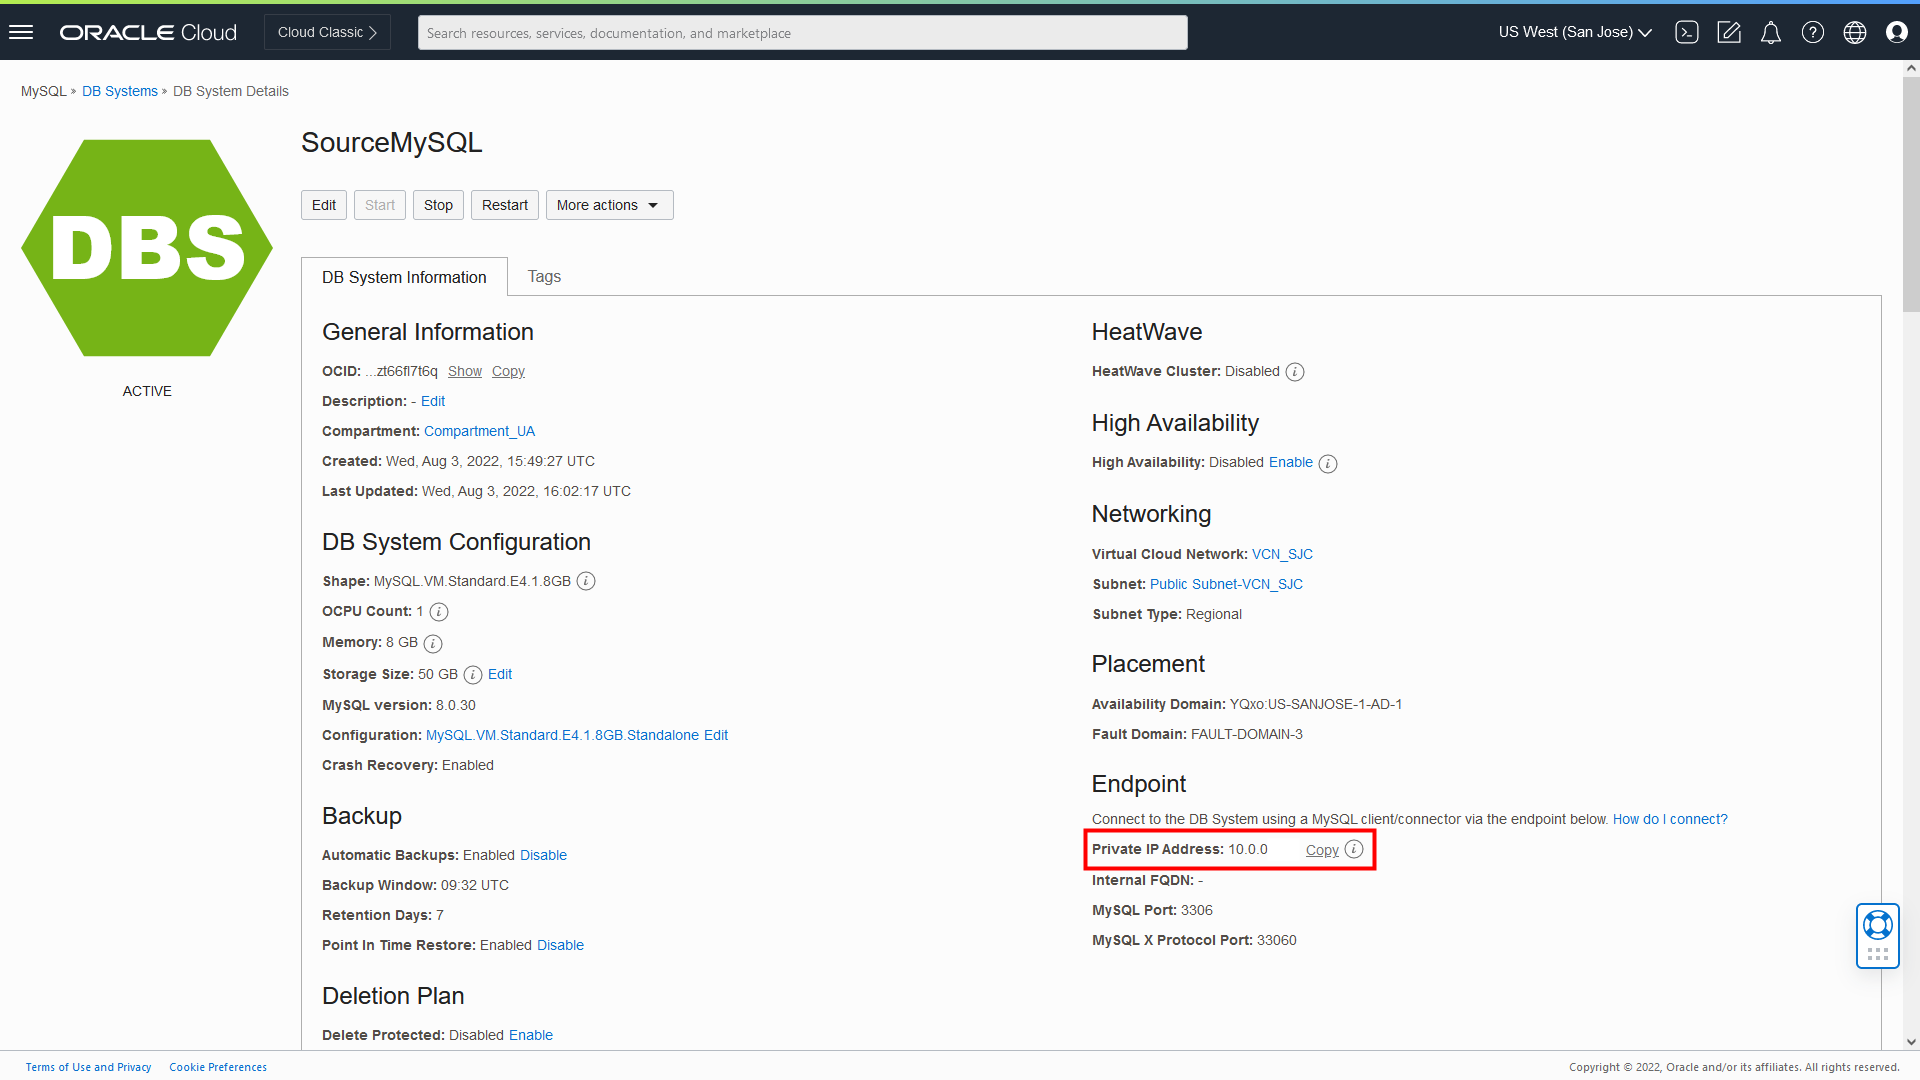 ORACLE Cloud
Cloud Classic
Search resources, services, documentation, and marketplace
US West (San Jose)
MySQL » DB Systems » DB System Details
DBS
ACTIVE
SourceMySQL
Edit
Start
Stop
Restart
More actions
DB System Information
Tags
General Information
OCID: ...zt66fl7t6q Show Copy
Description: - Edit
Compartment: Compartment_UA
Created: Wed, Aug 3, 2022, 15:49:27 UTC
Last Updated: Wed, Aug 3, 2022, 16:02:17 UTC
DB System Configuration
Shape: MySQL.VM.Standard.E4.1.8GB
OCPU Count: 1
Memory: 8 GB
Storage Size: 50 GB Edit
MySQL version: 8.0.30
Configuration: MySQL.VM.Standard.E4.1.8GB.Standalone Edit
Crash Recovery: Enabled
Backup
Automatic Backups: Enabled Disable
Backup Window: 09:32 UTC
Retention Days: 7
Point In Time Restore: Enabled Disable
Deletion Plan
Delete Protected: Disabled Enable
HeatWave
HeatWave Cluster: Disabled
High Availability
High Availability: Disabled Enable
Networking
Virtual Cloud Network: VCN_SJC
Subnet: Public Subnet-VCN_SJC
Subnet Type: Regional
Placement
Availability Domain: YQxo:US-SANJOSE-1-AD-1
Fault Domain: FAULT-DOMAIN-3
Endpoint
Connect to the DB System using a MySQL client/connector via the endpoint below. How do I connect?
Private IP Address: 10.0.0 Copy
Internal FQDN: -
MySQL Port: 3306
MySQL X Protocol Port: 33060
Terms of Use and Privacy
Cookie Preferences
Copyright © 2022, Oracle and/or its affiliates. All rights reserved.